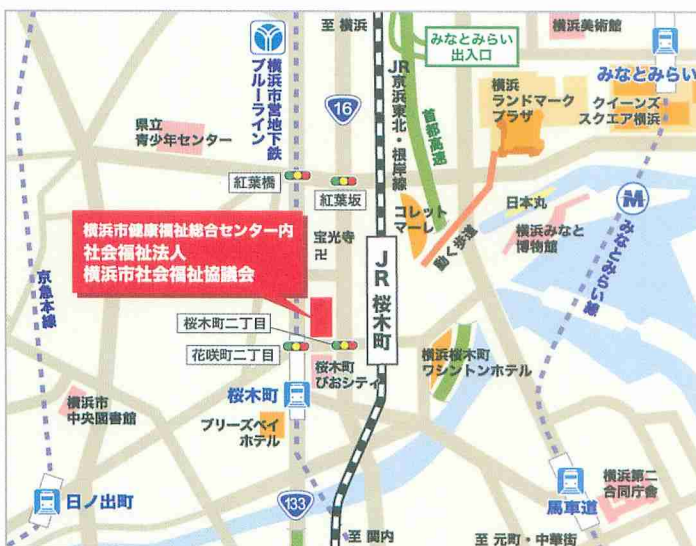 至 横浜
みなとみらい
出入口
横浜美術館
みなとみらい
横浜市営地下鉄
ブルーライン
16
JR京浜東北・根岸線
首都高速
横浜
ランドマーク
プラザ
クイーンズ
スクエア横浜
県立
青少年センター
紅葉橋
紅葉坂
コレット
マーレ
動く歩道
日本丸
横浜みなと
博物館
M
みなとみらい線
横浜市健康福祉総合センター内
社会福祉法人
横浜市社会福祉協議会
宝光寺
卍
JR 桜木町
京急本線
桜木町二丁目
花咲町二丁目
桜木町
ぴおシティ
横浜桜木町
ワシントンホテル
桜木町
横浜市
中央図書館
ブリーズベイ
ホテル
日ノ出町
133
馬車道
横浜第二
合同庁舎
至 関内
至 元町・中華街